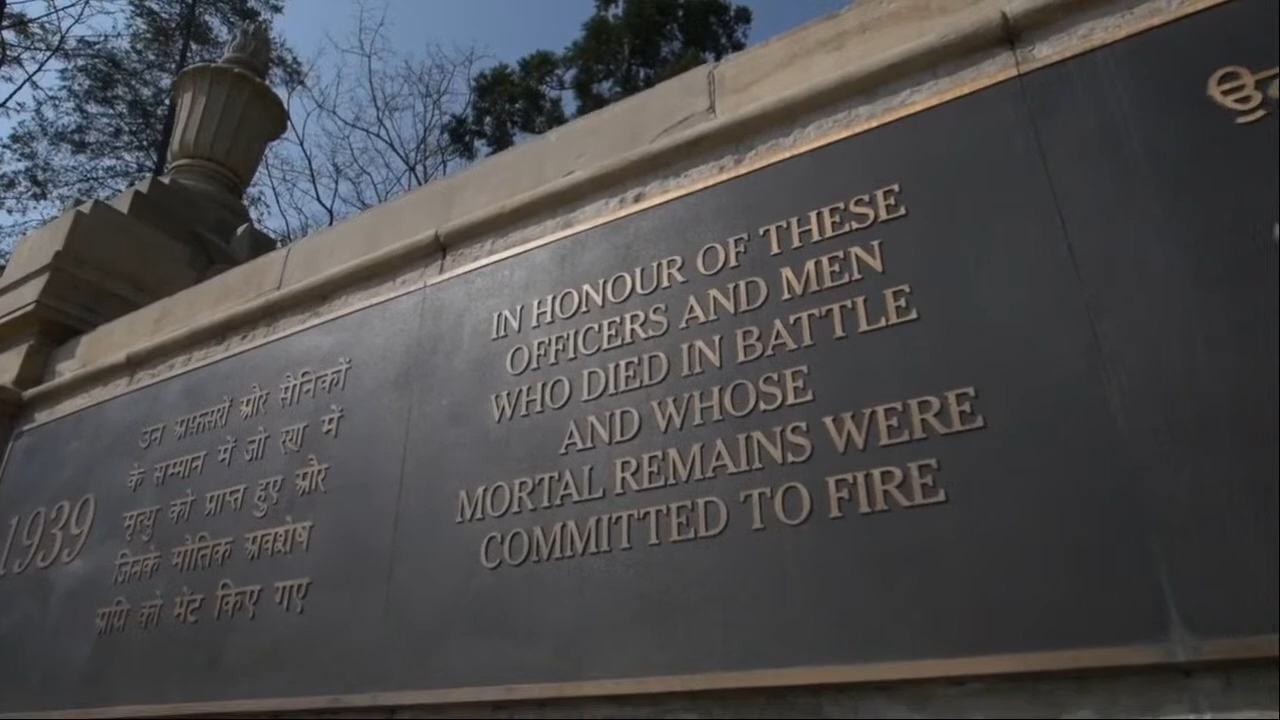 1939
उन अफ़सरों और सैनिकों
के सम्मान में जो रण में
मृत्यु को प्राप्त हुए और
जिनके भौतिक अवशेष
अग्नि को भेंट किए गए
IN HONOUR OF THESE
OFFICERS AND MEN
WHO DIED IN BATTLE
AND WHOSE
MORTAL REMAINS WERE
COMMITTED TO FIRE